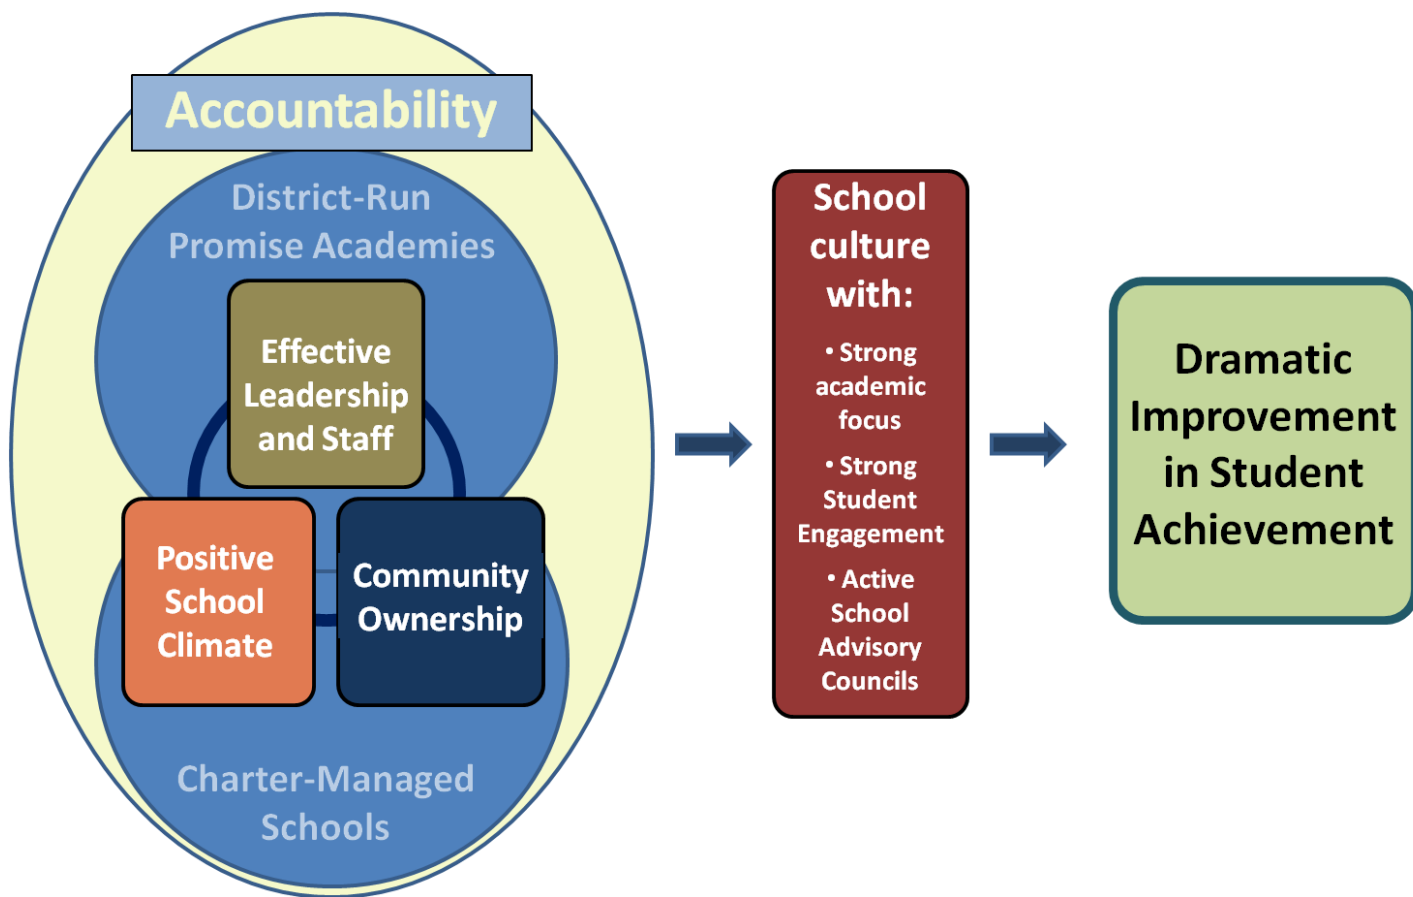 Accountability
District-Run
Promise Academies
Effective
Leadership
and Staff
Positive
School
Climate
Community
Ownership
Charter-Managed
Schools
School
culture
with:
• Strong
academic
focus
• Strong
Student
Engagement
• Active
School
Advisory
Councils
Dramatic
Improvement
in Student
Achievement